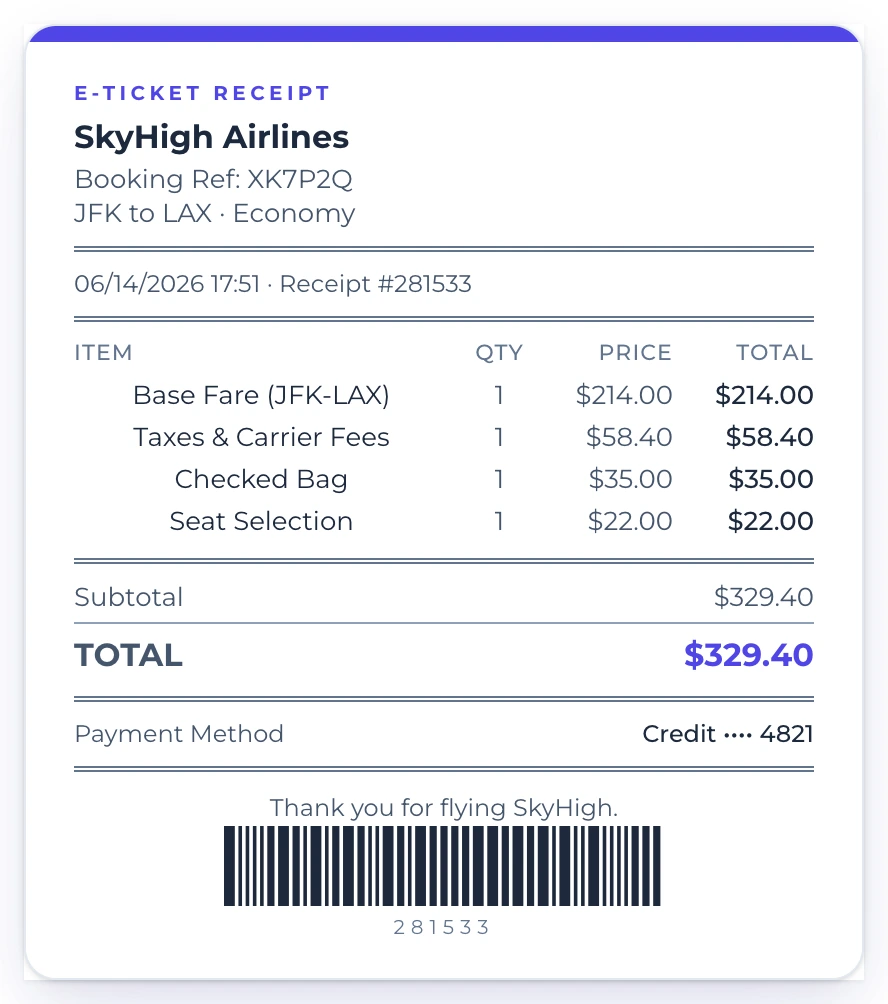 E-TICKET RECEIPT
SkyHigh Airlines
Booking Ref: XK7P2Q
JFK to LAX · Economy
06/14/2026 17:51 · Receipt #281533
ITEM QTY PRICE TOTAL
Base Fare (JFK-LAX) 1 $214.00 $214.00
Taxes & Carrier Fees 1 $58.40 $58.40
Checked Bag 1 $35.00 $35.00
Seat Selection 1 $22.00 $22.00
Subtotal $329.40
TOTAL $329.40
Payment Method Credit •••• 4821
Thank you for flying SkyHigh.
281533